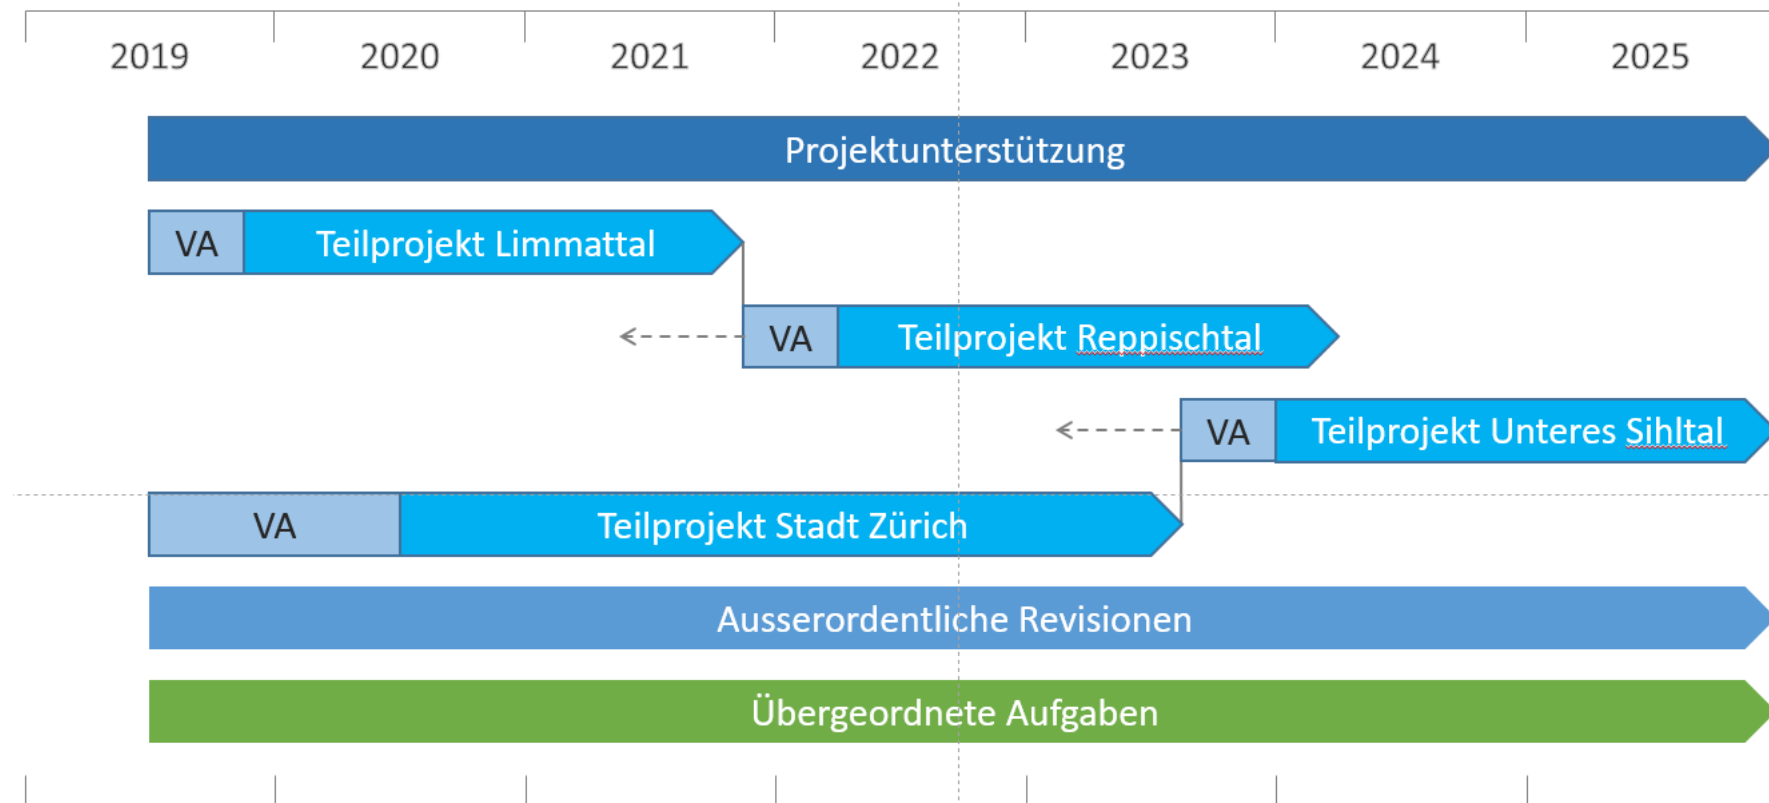 2019 2020 2021 2022 2023 2024 2025
Projektunterstützung
VA Teilprojekt Limmattal
VA Teilprojekt Reppischtal
VA Teilprojekt Unteres Sihltal
VA Teilprojekt Stadt Zürich
Ausserordentliche Revisionen
Übergeordnete Aufgaben